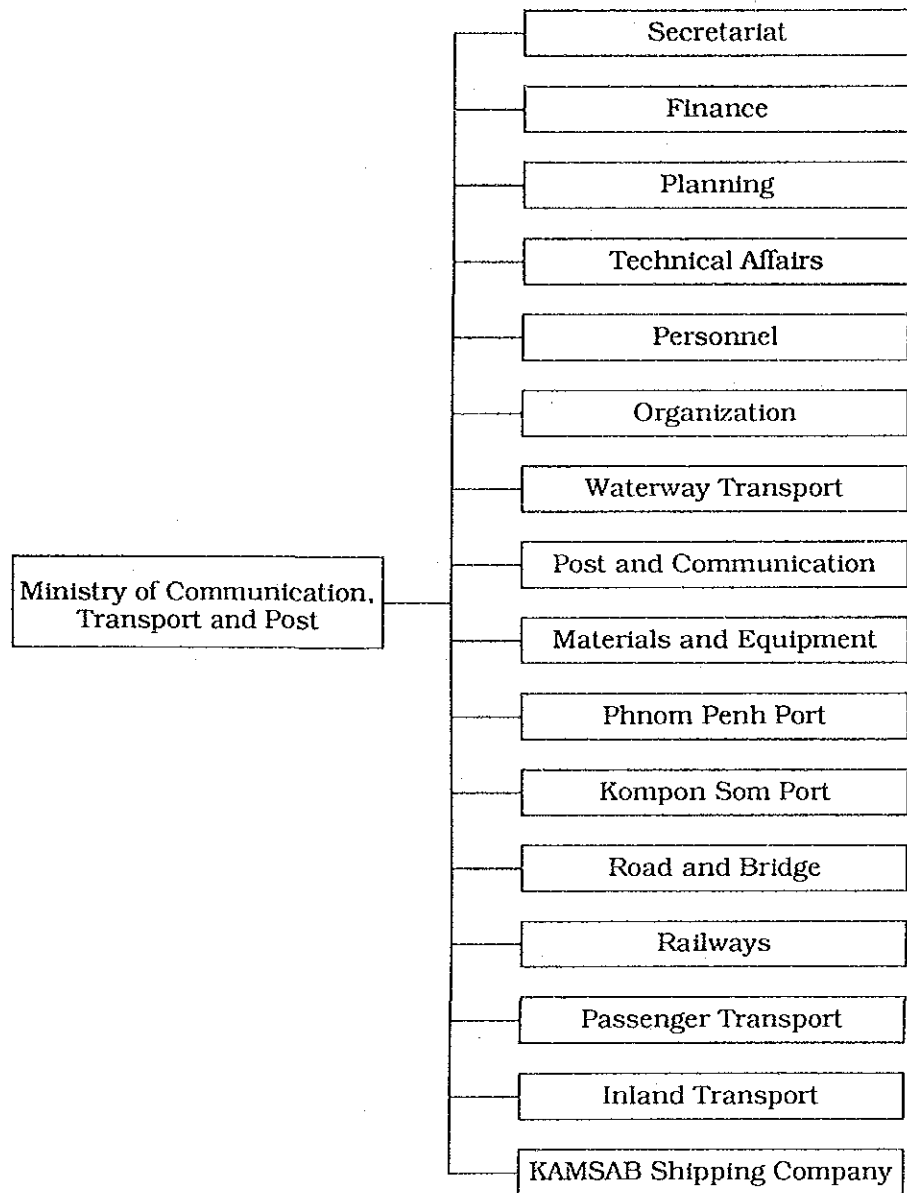 Secretariat
Finance
Planning
Technical Affairs
Personnel
Organization
Waterway Transport
Post and Communication
Ministry of Communication,
Transport and Post
Materials and Equipment
Phnom Penh Port
Kompon Som Port
Road and Bridge
Railways
Passenger Transport
Inland Transport
KAMSAB Shipping Company